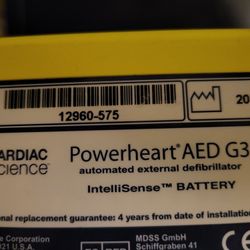 12960-575
20
ARDIAC
cience
Powerheart® AED G3
automated external defibrillator
IntelliSense™ BATTERY
onal replacement guarantee: 4 years from date of installation
e Corporation
021 U.S.A.
MDSS GmbH
Schiffgraben 41